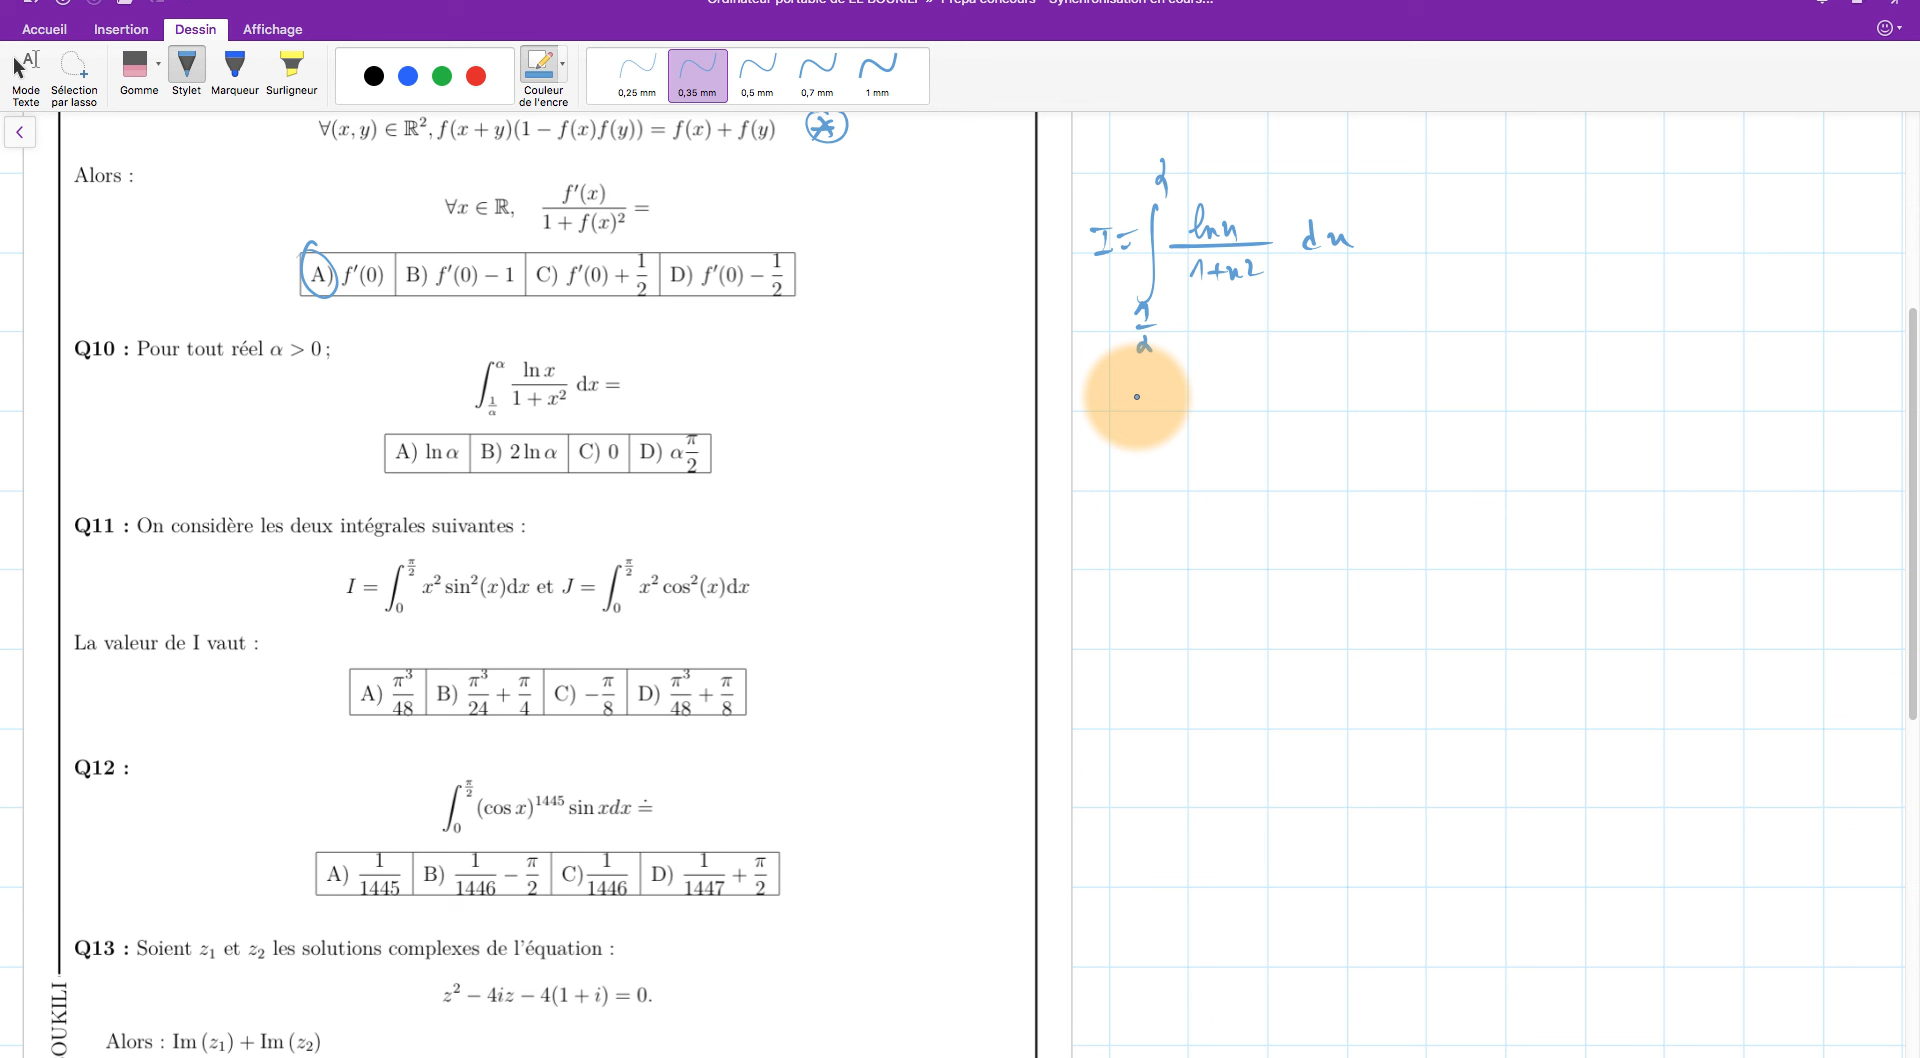 Accueil Insertion Dessin Affichage
Mode Texte Sélection par lasso Gomme Stylet Marqueur Surligneur Couleur de l'encre 0,25 mm 0,35 mm 0,5 mm 0,7 mm 1 mm
∀(x, y) ∈ ℝ², f(x + y)(1 − f(x)f(y)) = f(x) + f(y) *
Alors :
∀x ∈ ℝ, f′(x)/(1 + f(x)²) =
A) f′(0) B) f′(0) − 1 C) f′(0) + 1/2 D) f′(0) − 1/2
Q10 : Pour tout réel α > 0 ;
∫_{1/α}^{α} ln x/(1 + x²) dx =
A) ln α B) 2 ln α C) 0 D) α π/2
Q11 : On considère les deux intégrales suivantes :
I = ∫_0^{π/2} x² sin²(x)dx et J = ∫_0^{π/2} x² cos²(x)dx
La valeur de I vaut :
A) π³/48 B) π³/24 + π/4 C) −π/8 D) π³/48 + π/8
Q12 :
∫_0^{π/2} (cos x)^1445 sin xdx =
A) 1/1445 B) 1/1446 − π/2 C) 1/1446 D) 1/1447 + π/2
Q13 : Soient z₁ et z₂ les solutions complexes de l'équation :
z² − 4iz − 4(1 + i) = 0.
Alors : Im (z₁) + Im (z₂)
OUKILI
I = ∫_{1/α}^{α} ln x/(1+x²) dx